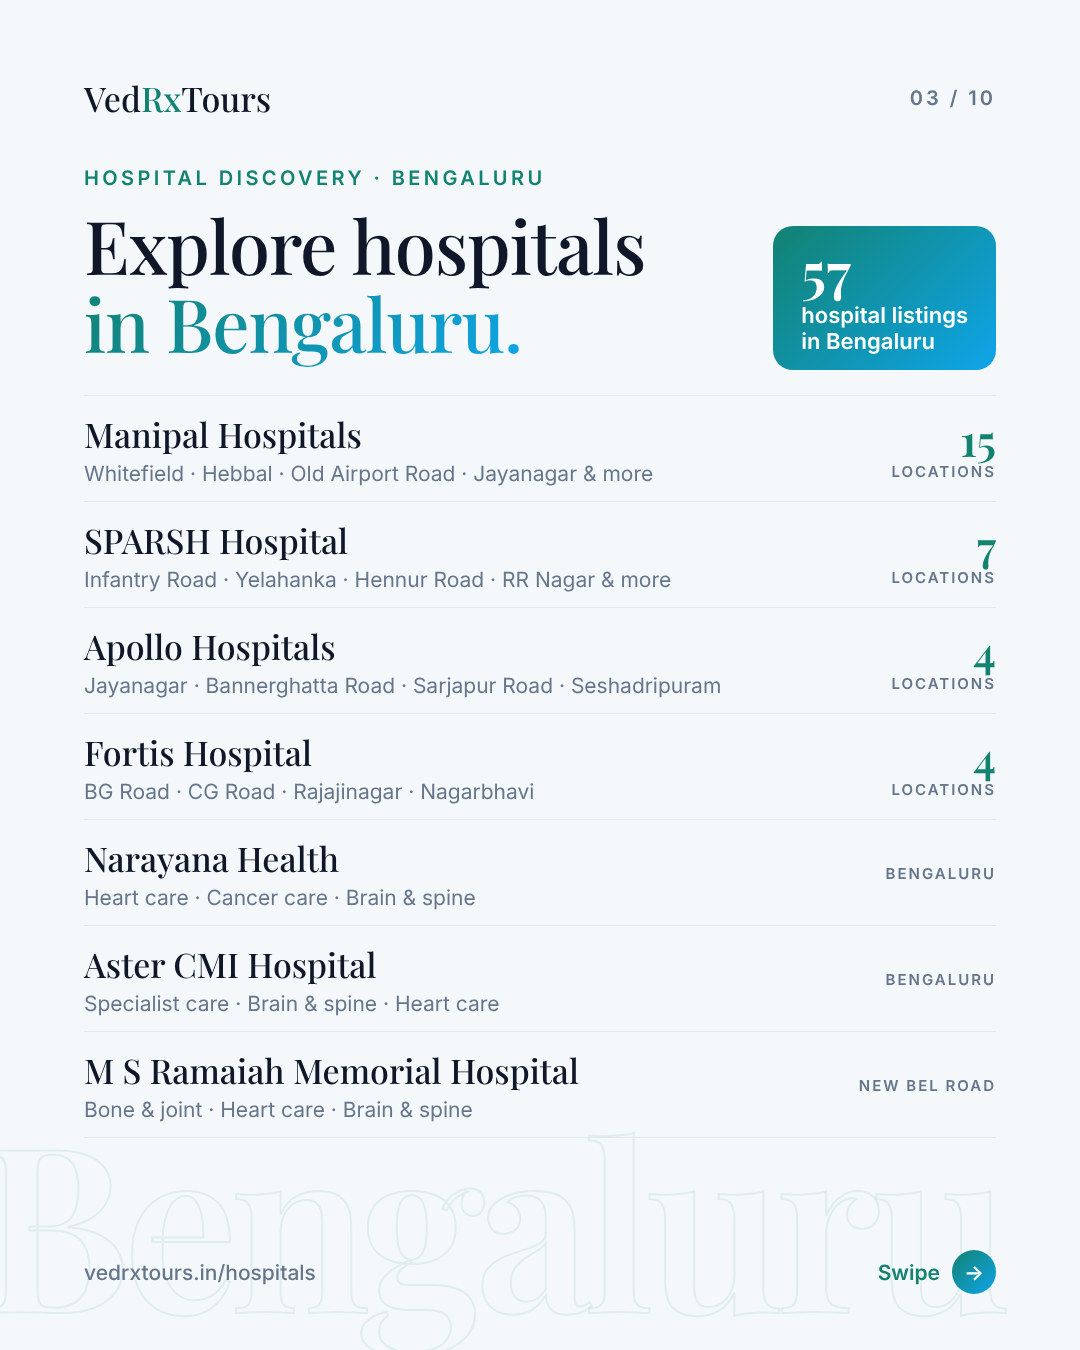 VedRxTours
03 / 10
HOSPITAL DISCOVERY · BENGALURU
Explore hospitals
in Bengaluru.
57
hospital listings
in Bengaluru
Manipal Hospitals
Whitefield · Hebbal · Old Airport Road · Jayanagar & more
15
LOCATIONS
SPARSH Hospital
Infantry Road · Yelahanka · Hennur Road · RR Nagar & more
7
LOCATIONS
Apollo Hospitals
Jayanagar · Bannerghatta Road · Sarjapur Road · Seshadripuram
4
LOCATIONS
Fortis Hospital
BG Road · CG Road · Rajajinagar · Nagarbhavi
4
LOCATIONS
Narayana Health
Heart care · Cancer care · Brain & spine
BENGALURU
Aster CMI Hospital
Specialist care · Brain & spine · Heart care
BENGALURU
M S Ramaiah Memorial Hospital
Bone & joint · Heart care · Brain & spine
NEW BEL ROAD
Bengaluru
vedrxtours.in/hospitals
Swipe →